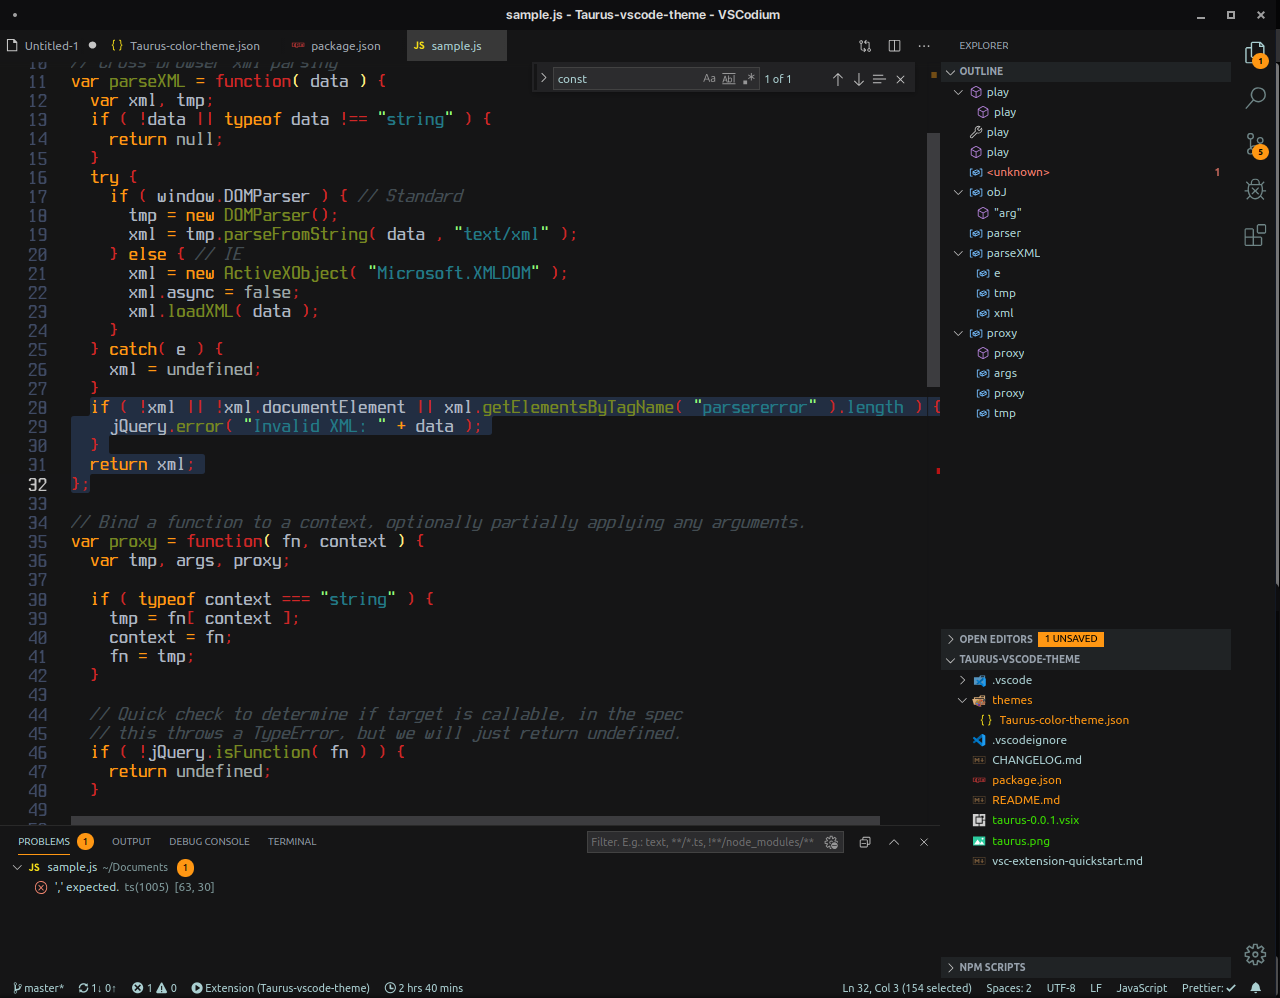 sample.js - Taurus-vscode-theme - VSCodium
Untitled-1
{ } Taurus-color-theme.json
package.json
JS sample.js
const
Aa Abl .*
1 of 1
10 // Cross browser xml parsing
11 var parseXML = function( data ) {
12 var xml, tmp;
13 if ( !data || typeof data !== "string" ) {
14 return null;
15 }
16 try {
17 if ( window.DOMParser ) { // Standard
18 tmp = new DOMParser();
19 xml = tmp.parseFromString( data , "text/xml" );
20 } else { // IE
21 xml = new ActiveXObject( "Microsoft.XMLDOM" );
22 xml.async = false;
23 xml.loadXML( data );
24 }
25 } catch( e ) {
26 xml = undefined;
27 }
28 if ( !xml || !xml.documentElement || xml.getElementsByTagName( "parsererror" ).length ) {
29 jQuery.error( "Invalid XML: " + data );
30 }
31 return xml;
32 };
33
34 // Bind a function to a context, optionally partially applying any arguments.
35 var proxy = function( fn, context ) {
36 var tmp, args, proxy;
37
38 if ( typeof context === "string" ) {
39 tmp = fn[ context ];
40 context = fn;
41 fn = tmp;
42 }
43
44 // Quick check to determine if target is callable, in the spec
45 // this throws a TypeError, but we will just return undefined.
46 if ( !jQuery.isFunction( fn ) ) {
47 return undefined;
48 }
49
EXPLORER
OUTLINE
play
play
play
play
<unknown> 1
obJ
"arg"
parser
parseXML
e
tmp
xml
proxy
proxy
args
proxy
tmp
OPEN EDITORS 1 UNSAVED
TAURUS-VSCODE-THEME
.vscode
themes
{ } Taurus-color-theme.json
.vscodeignore
CHANGELOG.md
package.json
README.md
taurus-0.0.1.vsix
taurus.png
vsc-extension-quickstart.md
NPM SCRIPTS
1
5
PROBLEMS 1 OUTPUT DEBUG CONSOLE TERMINAL
Filter. E.g.: text, **/*.ts, !**/node_modules/**
JS sample.js ~/Documents 1
',' expected. ts(1005) [63, 30]
master* 1↓ 0↑ 1 0 Extension (Taurus-vscode-theme) 2 hrs 40 mins
Ln 32, Col 3 (154 selected) Spaces: 2 UTF-8 LF JavaScript Prettier: ✓